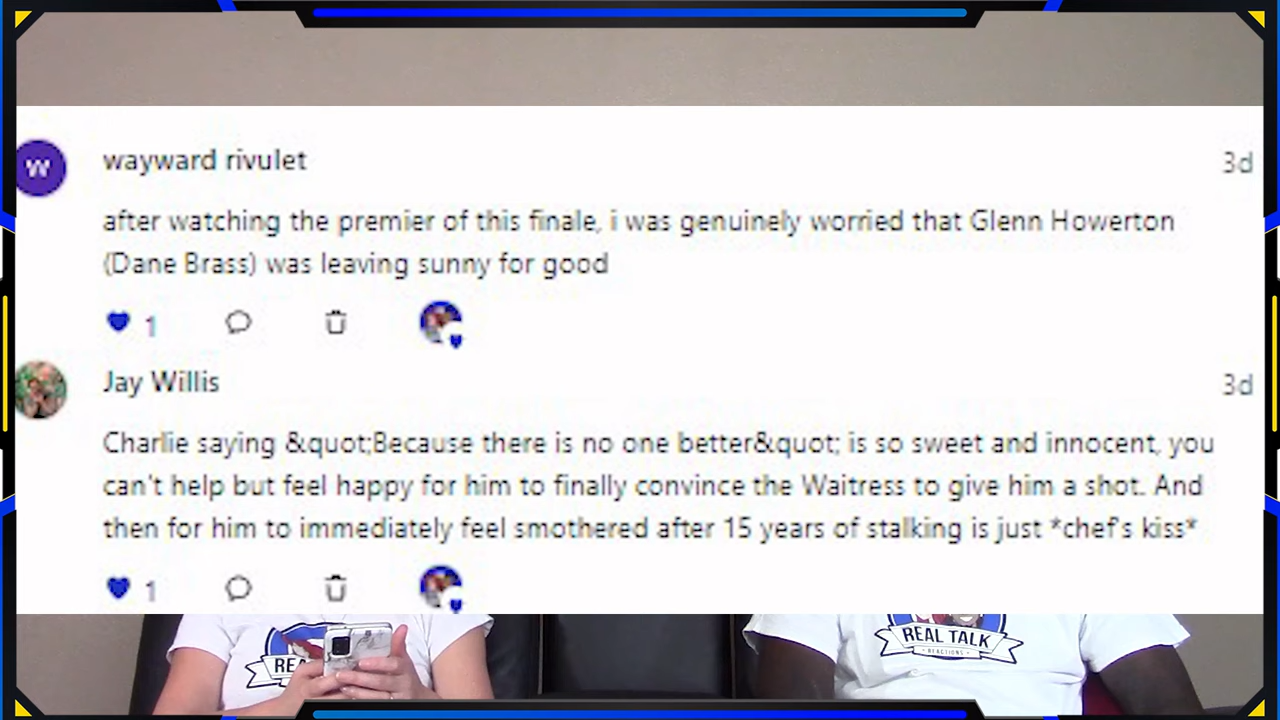 W
wayward rivulet
3d
after watching the premier of this finale, i was genuinely worried that Glenn Howerton
(Dane Brass) was leaving sunny for good
1
Jay Willis
3d
Charlie saying &quot;Because there is no one better&quot; is so sweet and innocent, you
can't help but feel happy for him to finally convince the Waitress to give him a shot. And
then for him to immediately feel smothered after 15 years of stalking is just *chef's kiss*
1
REA
REAL TALK
- REACTIONS -